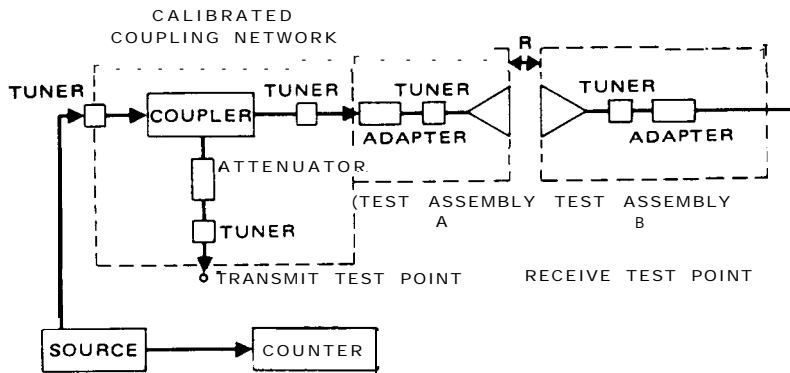 CALIBRATED
COUPLING NETWORK
R
TUNER
TUNER
TUNER
TUNER
COUPLER
ADAPTER
ADAPTER
ATTENUATOR
(TEST ASSEMBLY
A
TEST ASSEMBLY
B
TUNER
TRANSMIT TEST POINT
RECEIVE TEST POINT
SOURCE
COUNTER